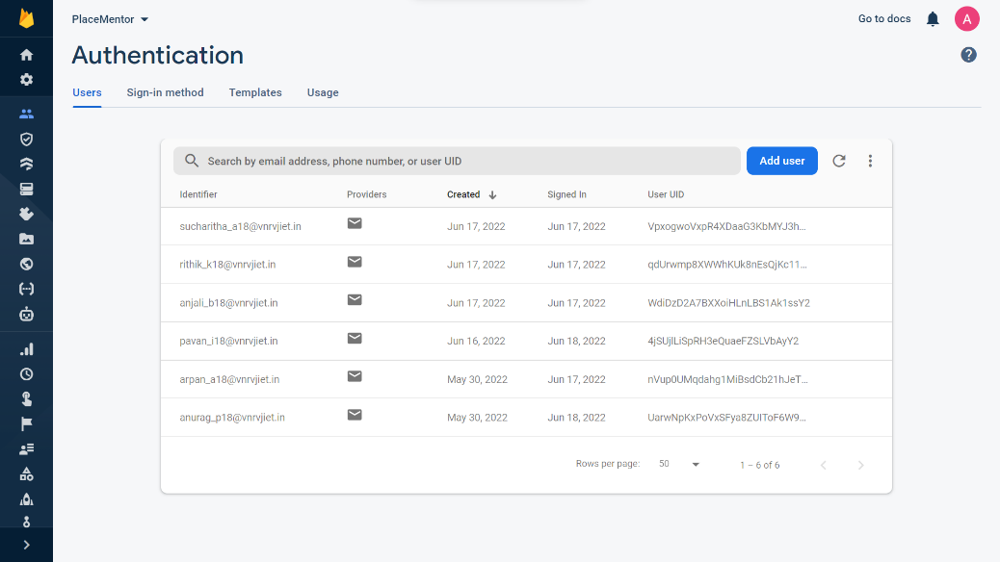 PlaceMentor
Go to docs
A
Authentication
Users Sign-in method Templates Usage
Search by email address, phone number, or user UID
Add user
Identifier Providers Created Signed In User UID
sucharitha_a18@vnrvjiet.in Jun 17, 2022 Jun 17, 2022 VpxogwoVxpR4XDaaG3KbMYJ3h...
rithik_k18@vnrvjiet.in Jun 17, 2022 Jun 17, 2022 qdUrwmp8XWWhKUk8nEsQjKc11...
anjali_b18@vnrvjiet.in Jun 17, 2022 Jun 17, 2022 WdiDzD2A7BXXoiHLnLBS1Ak1ssY2
pavan_i18@vnrvjiet.in Jun 16, 2022 Jun 18, 2022 4jSUjlLiSpRH3eQuaeFZSLVbAyY2
arpan_a18@vnrvjiet.in May 30, 2022 Jun 17, 2022 nVup0UMqdahg1MiBsdCb21hJeT...
anurag_p18@vnrvjiet.in May 30, 2022 Jun 18, 2022 UarwNpKxPoVxSFya8ZUIToF6W9...
Rows per page: 50 1 – 6 of 6